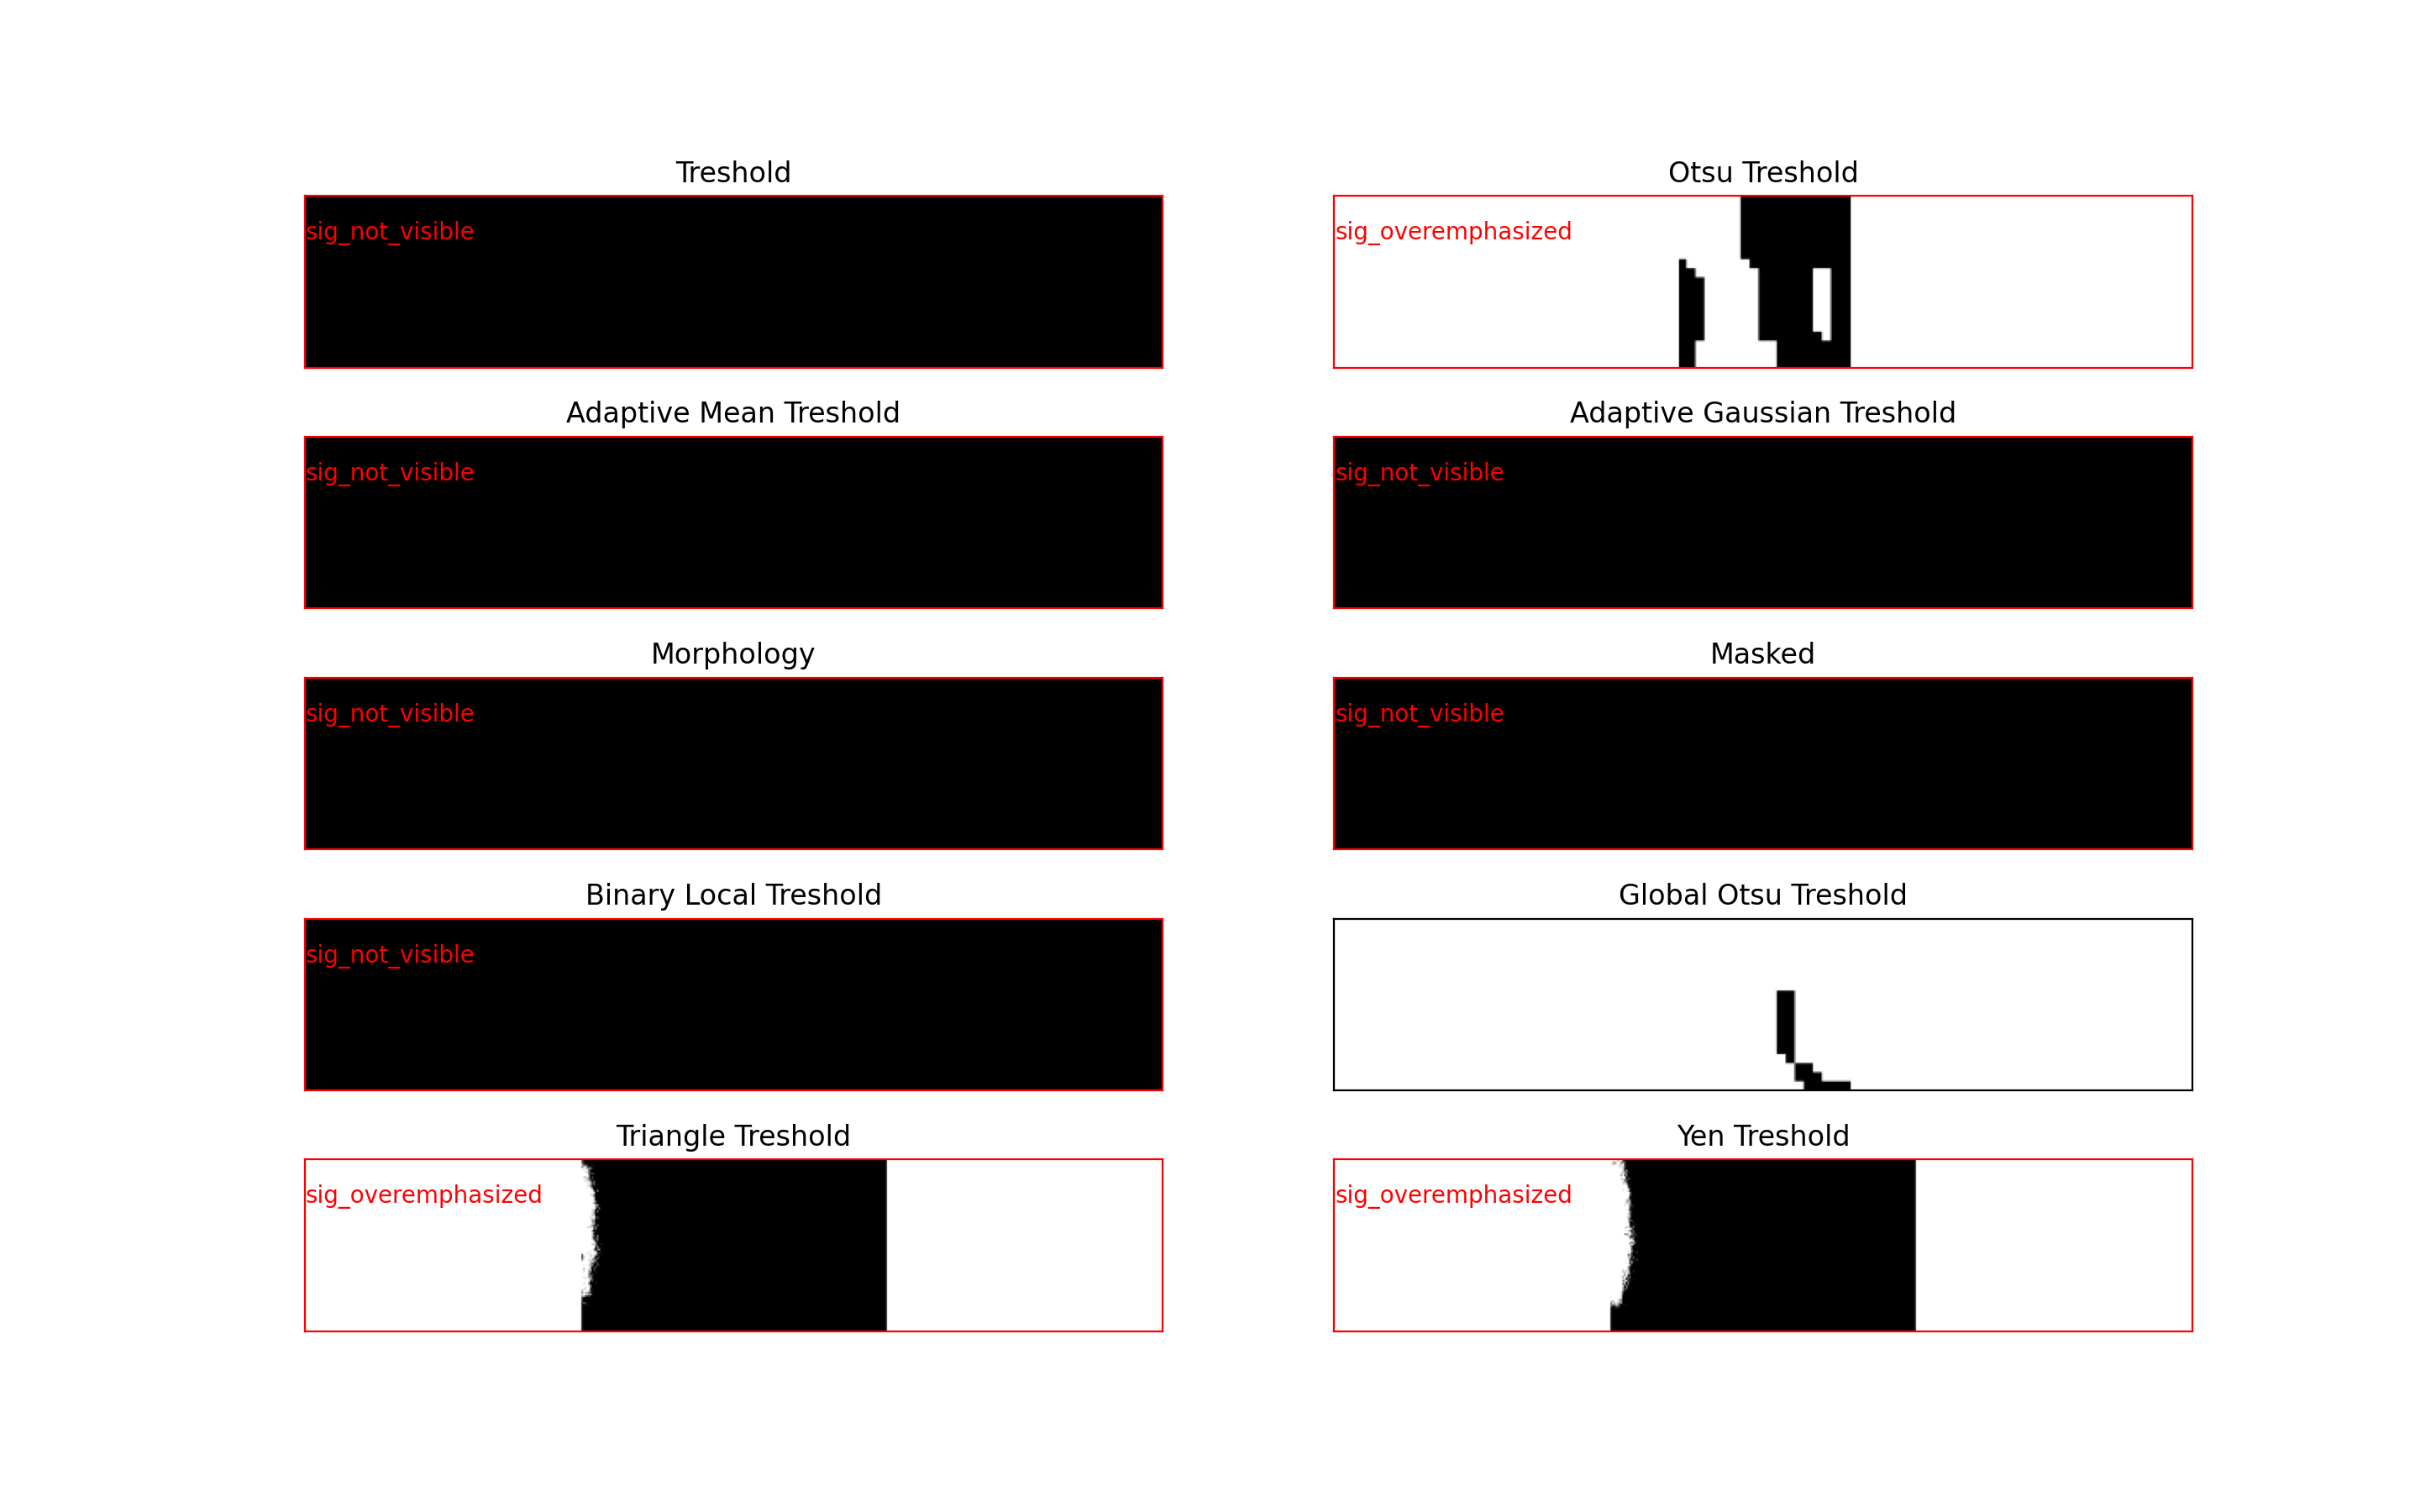 Treshold
sig_not_visible
Otsu Treshold
sig_overemphasized
Adaptive Mean Treshold
sig_not_visible
Adaptive Gaussian Treshold
sig_not_visible
Morphology
sig_not_visible
Masked
sig_not_visible
Binary Local Treshold
sig_not_visible
Global Otsu Treshold
Triangle Treshold
sig_overemphasized
Yen Treshold
sig_overemphasized